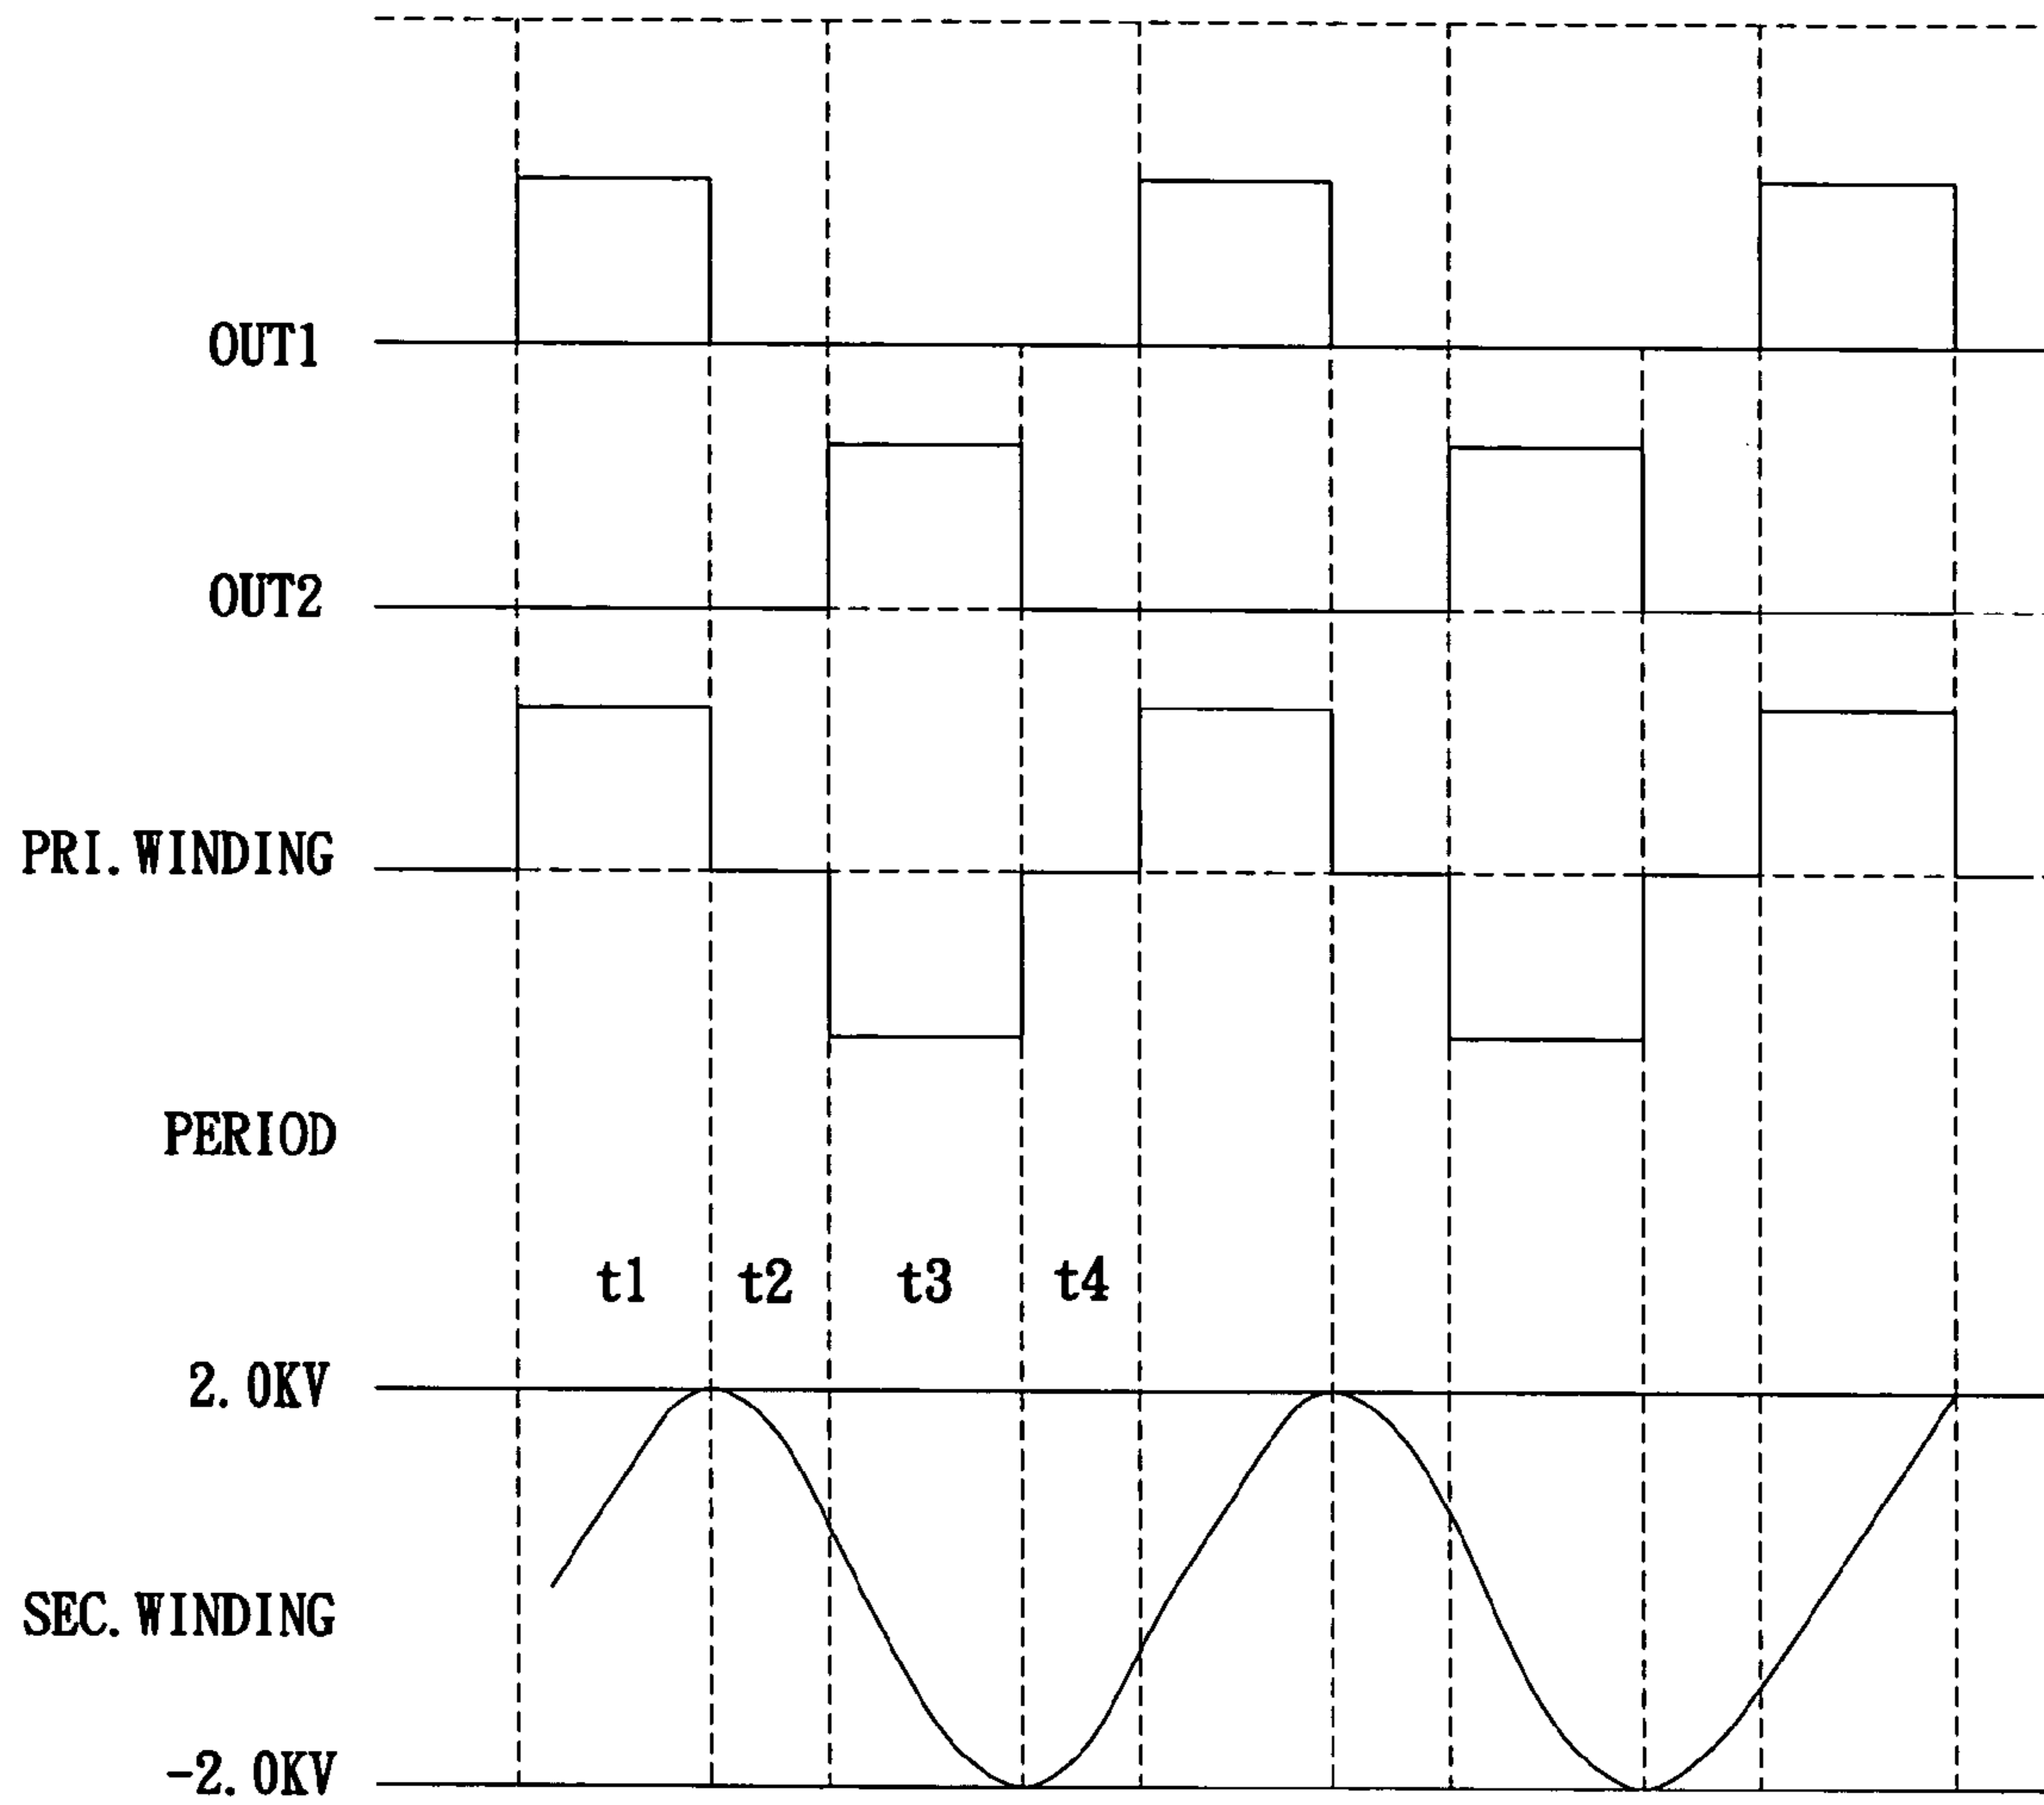 OUT1
OUT2
PRI.WINDING
PERIOD
t1 t2 t3 t4
2.0KV
SEC.WINDING
-2.0KV